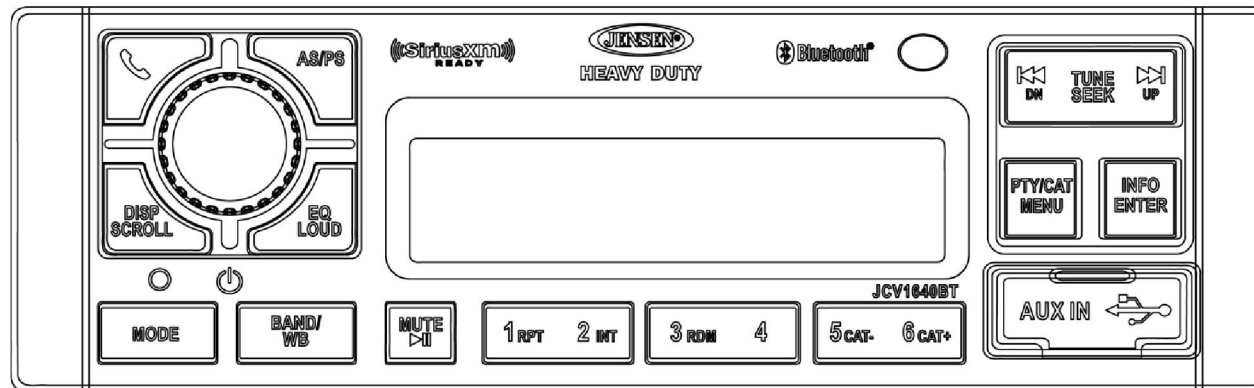 AS/PS
((SiriusXM))
READY
JENSEN®
HEAVY DUTY
Bluetooth®
DN
TUNE
SEEK
UP
DISP
SCROLL
EQ
LOUD
PTY/CAT
MENU
INFO
ENTER
JCV1640BT
MODE
BAND/
WB
MUTE
1 RPT 2 INT
3 RDM 4
5 CAT- 6 CAT+
AUX IN